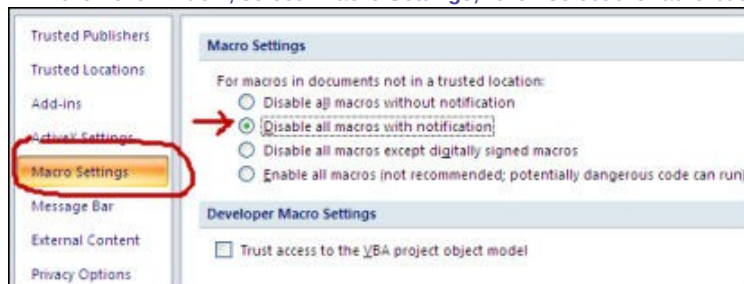 Trusted Publishers
Trusted Locations
Add-ins
ActiveX Settings
Macro Settings
Message Bar
External Content
Privacy Options
Macro Settings
For macros in documents not in a trusted location:
Disable all macros without notification
Disable all macros with notification
Disable all macros except digitally signed macros
Enable all macros (not recommended; potentially dangerous code can run)
Developer Macro Settings
Trust access to the VBA project object model